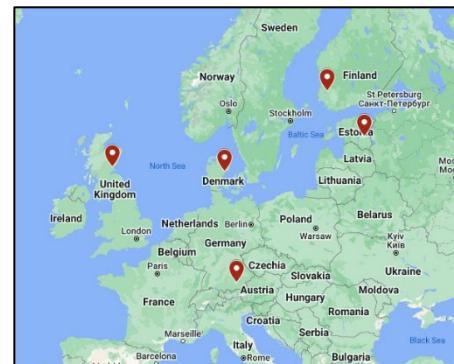 Sweden
Norway
Finland
Oslo
Stockholm
St Petersburg
Санкт-Петербург
Baltic Sea
Estonia
Latvia
Lithuania
North Sea
Denmark
United
Kingdom
Ireland
London
Netherlands
Berlin
Poland
Warsaw
Belarus
Belgium
Germany
Kyiv
Київ
Paris
Czechia
Slovakia
Ukraine
Austria
Hungary
Moldova
France
Croatia
Romania
Serbia
Marseille
Italy
Rome
Bulgaria
Barcelona
Black Sea